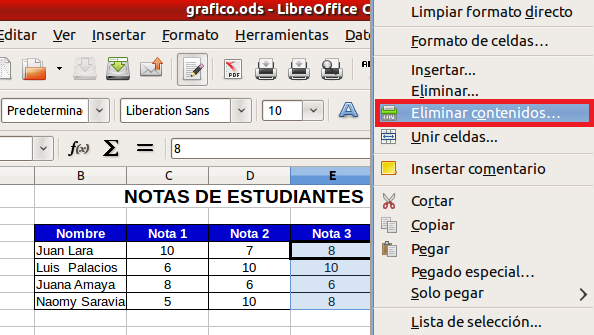 grafico.ods - LibreOffice C
Editar Ver Insertar Formato Herramientas Dato
PDF
Predetermina Liberation Sans 10 A
f(x) Σ = 8
B C D E
NOTAS DE ESTUDIANTES
Nombre Nota 1 Nota 2 Nota 3
Juan Lara 10 7 8
Luis Palacios 6 10 10
Juana Amaya 8 6 6
Naomy Saravia 5 10 8
Limpiar formato directo
Formato de celdas...
Insertar...
Eliminar...
Eliminar contenidos...
Unir celdas...
Insertar comentario
Cortar
Copiar
Pegar
Pegado especial...
Solo pegar
Lista de selección...